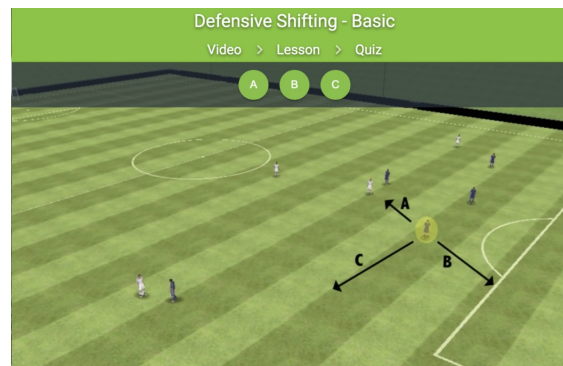 Defensive Shifting - Basic
Video > Lesson > Quiz
A B C
A
C
B